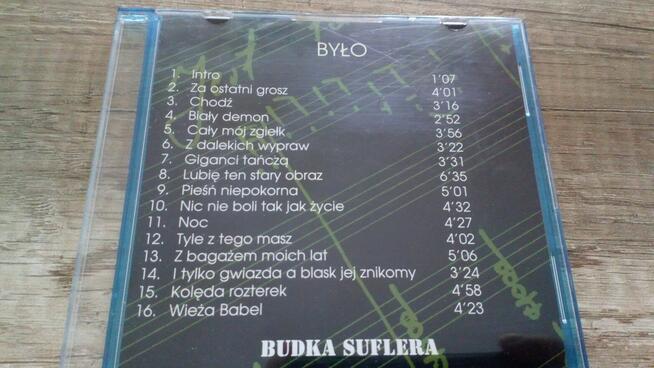 BYŁO
1. Intro 1'07
2. Za ostatni grosz 4'01
3. Chodź 3'16
4. Biały demon 2'52
5. Cały mój zgiełk 3'56
6. Z dalekich wypraw 3'22
7. Giganci tańczą 3'31
8. Lubię ten stary obraz 6'35
9. Pieśń niepokorna 5'01
10. Nic nie boli tak jak życie 4'32
11. Noc 4'27
12. Tyle z tego masz 4'02
13. Z bagażem moich lat 5'06
14. I tylko gwiazda a blask jej znikomy 3'24
15. Kolęda rozterek 4'58
16. Wieża Babel 4'23
BUDKA SUFLERA